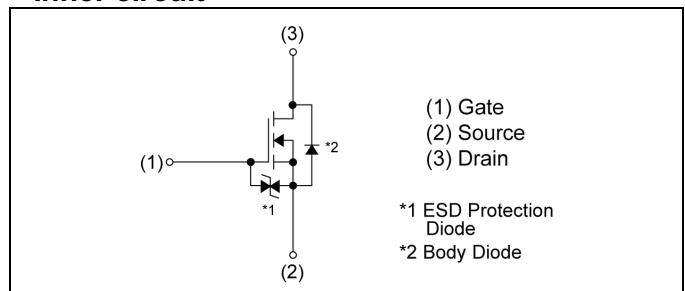 (3)
(1)
*2
*1
(2)
(1) Gate
(2) Source
(3) Drain
*1 ESD Protection
Diode
*2 Body Diode